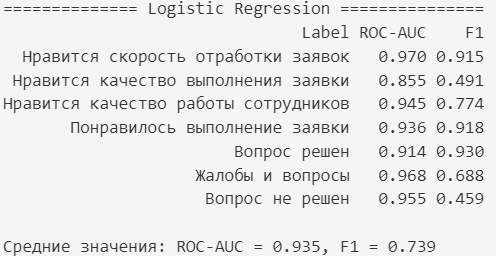 ============== Logistic Regression ===============
Label ROC-AUC F1
Нравится скорость отработки заявок 0.970 0.915
Нравится качество выполнения заявки 0.855 0.491
Нравится качество работы сотрудников 0.945 0.774
Понравилось выполнение заявки 0.936 0.918
Вопрос решен 0.914 0.930
Жалобы и вопросы 0.968 0.688
Вопрос не решен 0.955 0.459
Средние значения: ROC-AUC = 0.935, F1 = 0.739